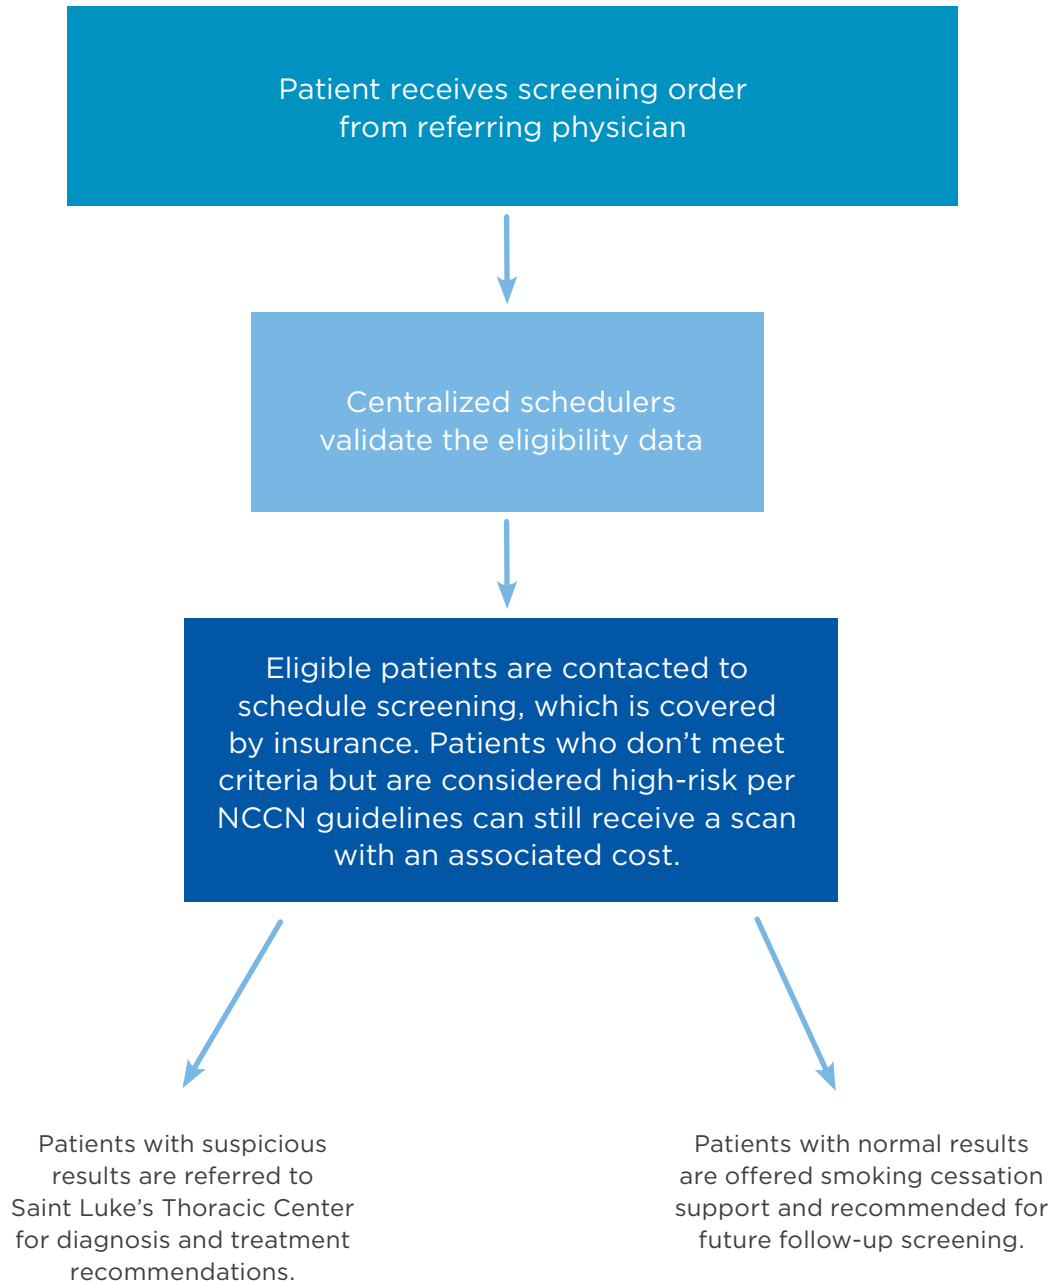 Patient receives screening order
from referring physician
Centralized schedulers
validate the eligibility data
Eligible patients are contacted to
schedule screening, which is covered
by insurance. Patients who don’t meet
criteria but are considered high-risk per
NCCN guidelines can still receive a scan
with an associated cost.
Patients with suspicious
results are referred to
Saint Luke’s Thoracic Center
for diagnosis and treatment
recommendations.
Patients with normal results
are offered smoking cessation
support and recommended for
future follow-up screening.